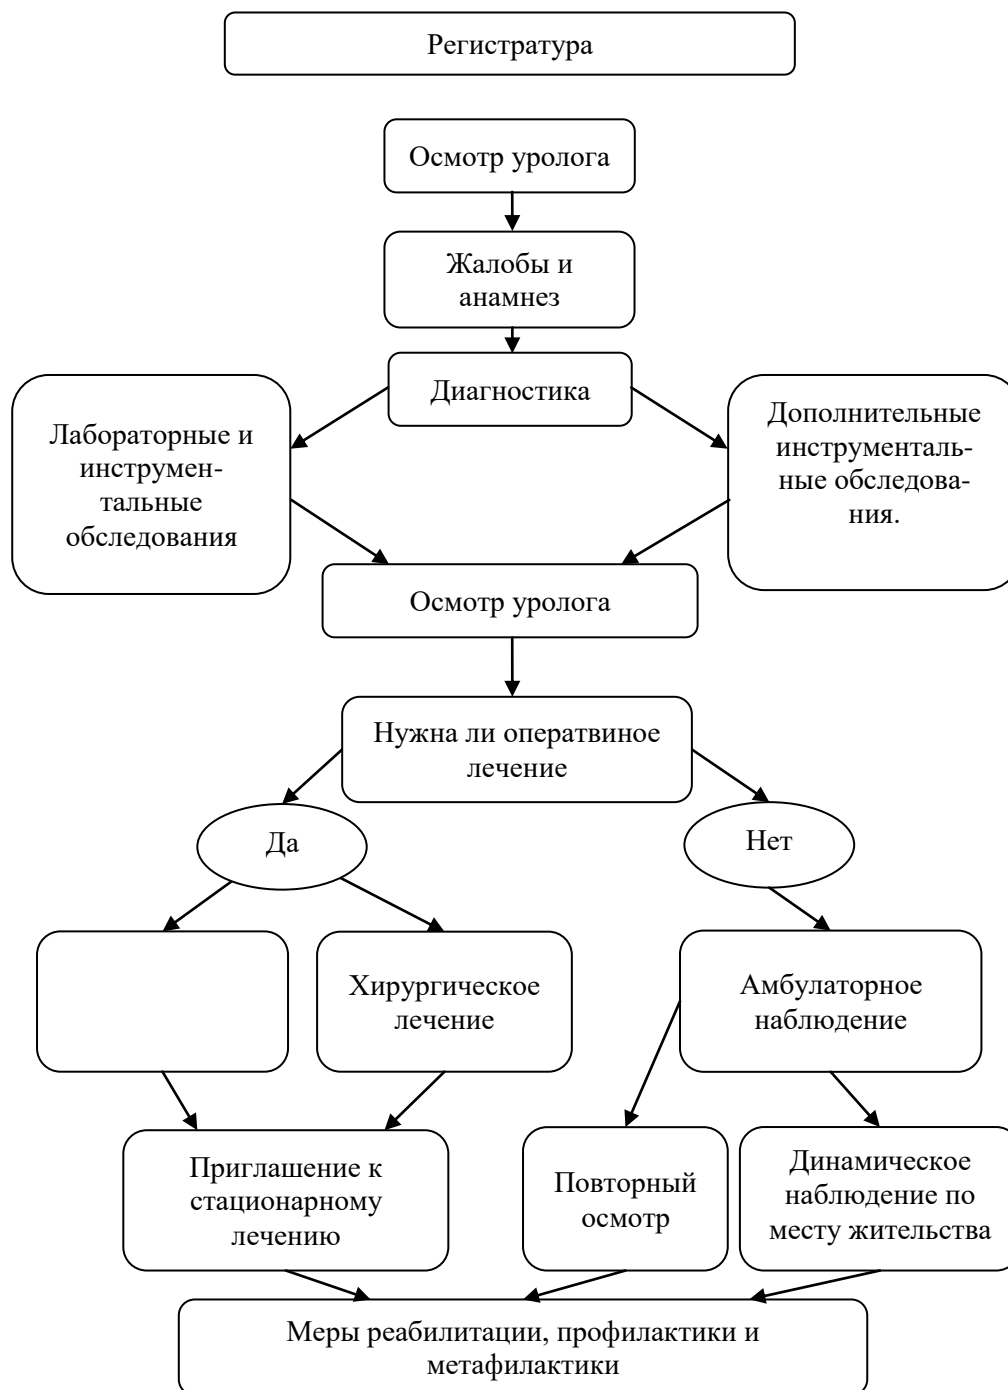 Регистратура
Осмотр уролога
Жалобы и
анамнез
Диагностика
Лабораторные и
инструмен-
тальные
обследования
Дополнительные
инструменталь-
ные обследова-
ния.
Осмотр уролога
Нужна ли оператвиное
лечение
Да
Нет
Хирургическое
лечение
Амбулаторное
наблюдение
Приглашение к
стационарному
лечению
Повторный
осмотр
Динамическое
наблюдение по
месту жительства
Меры реабилитации, профилактики и
метафилактики